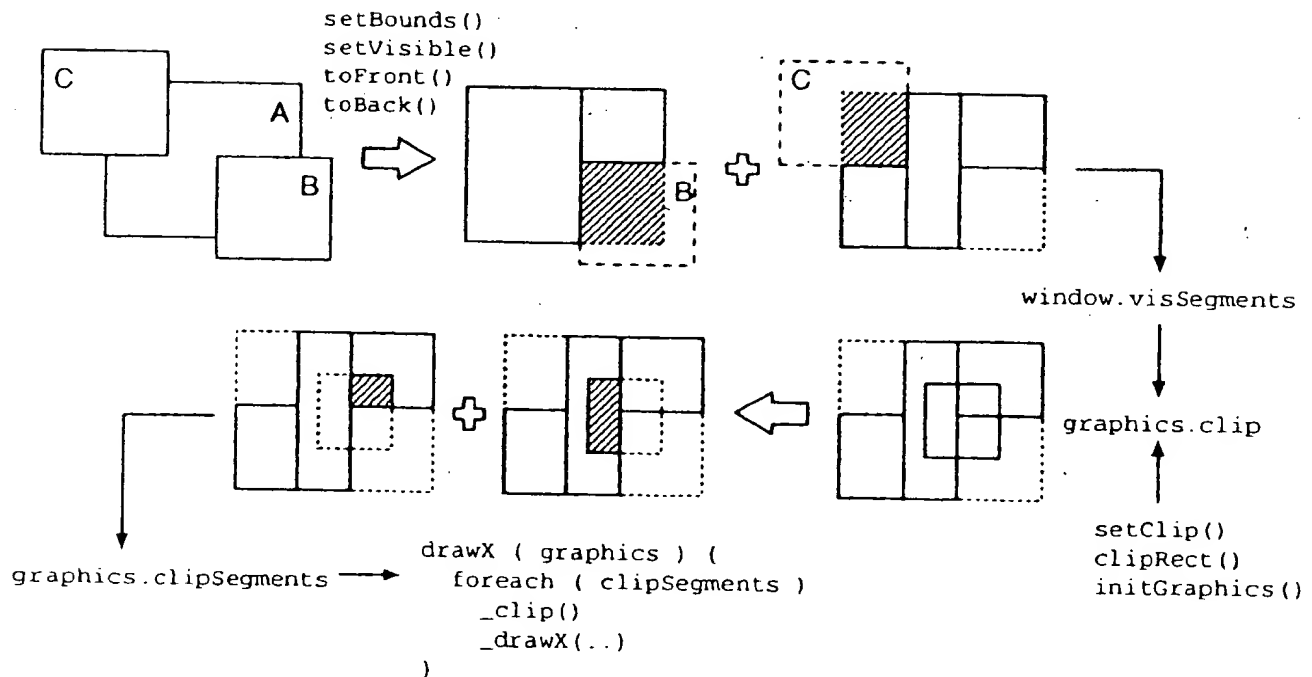 setBounds()
setVisible()
toFront()
toBack()
C
A
B
B
C
window.visSegments
graphics.clip
setClip()
clipRect()
initGraphics()
graphics.clipSegments
drawX ( graphics ) (
foreach ( clipSegments )
_clip()
_drawX(..)
)